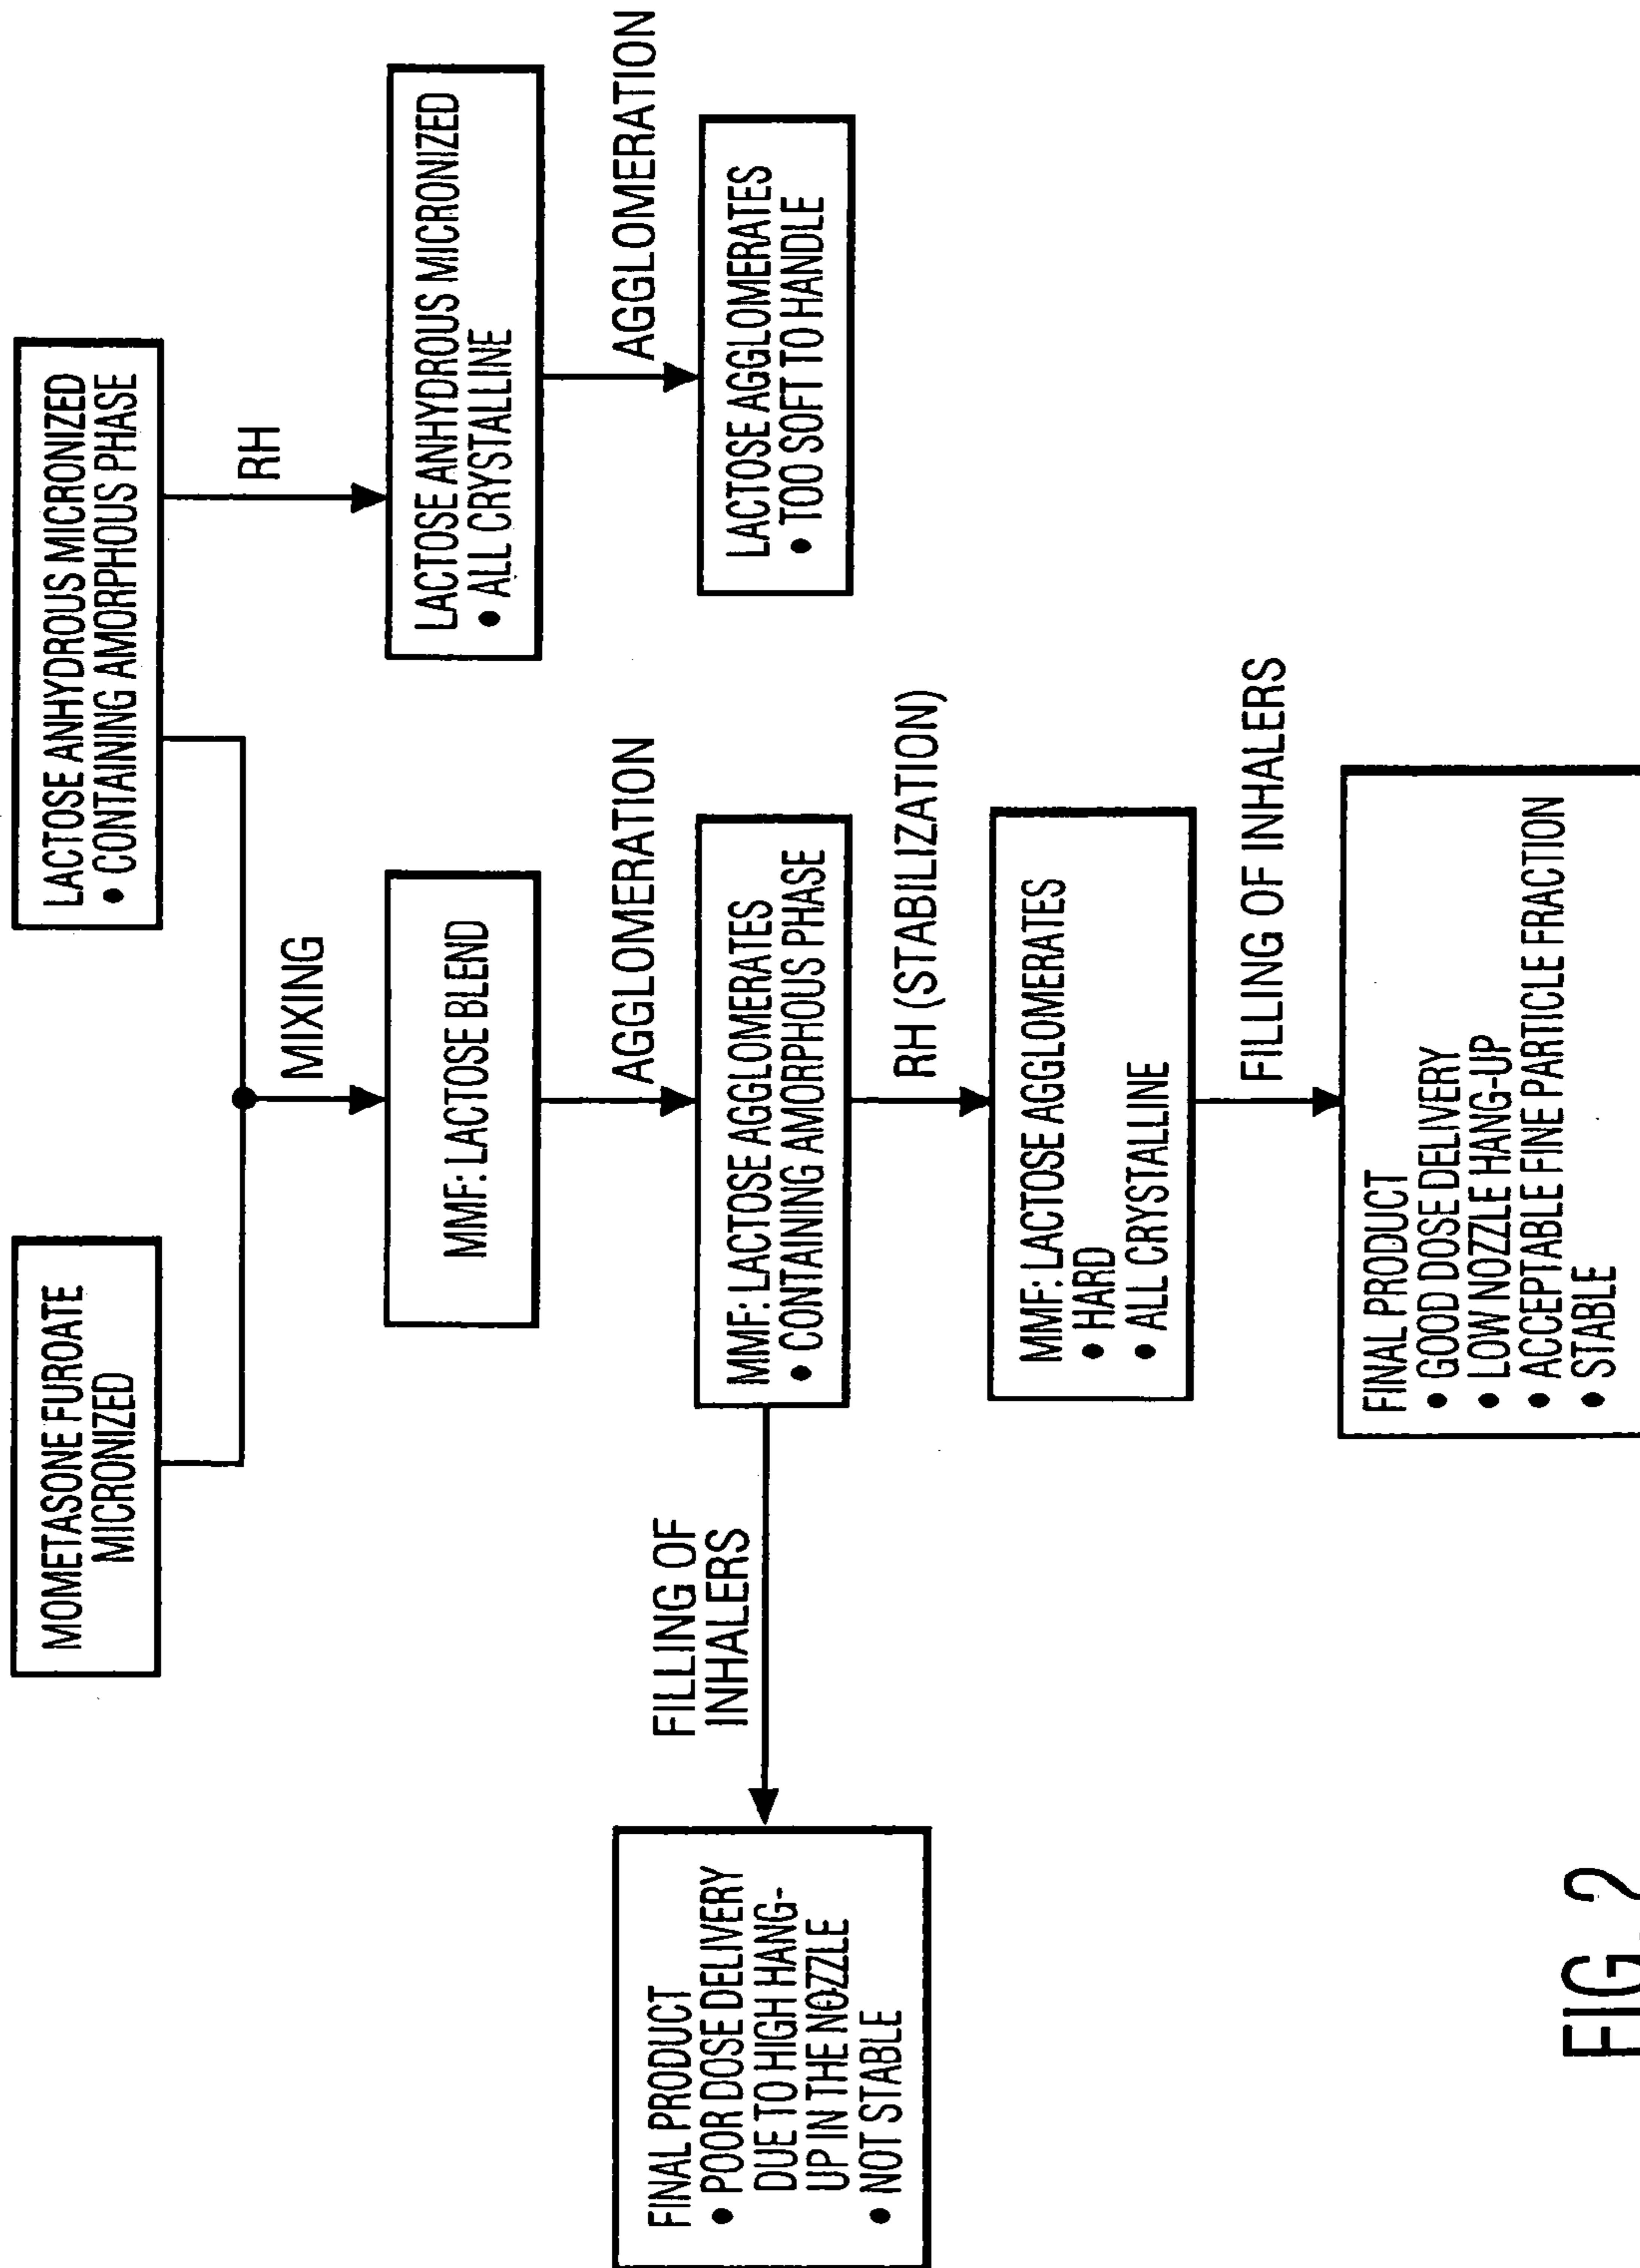 MOMETASONE FUROATE
MICRONIZED
LACTOSE ANHYDROUS MICRONIZED
• CONTAINING AMORPHOUS PHASE
MIXING
RH
MMF: LACTOSE BLEND
LACTOSE ANHYDROUS MICRONIZED
• ALL CRYSTALLINE
AGGLOMERATION
AGGLOMERATION
MMF: LACTOSE AGGLOMERATES
• CONTAINING AMORPHOUS PHASE
LACTOSE AGGLOMERATES
• TOO SOFT TO HANDLE
FILLING OF
INHALERS
FINAL PRODUCT
• POOR DOSE DELIVERY
DUE TO HIGH HANG-
UP IN THE NOZZLE
• NOT STABLE
RH (STABILIZATION)
MMF: LACTOSE AGGLOMERATES
• HARD
• ALL CRYSTALLINE
FILLING OF INHALERS
FINAL PRODUCT
• GOOD DOSE DELIVERY
• LOW NOZZLE HANG-UP
• ACCEPTABLE FINE PARTICLE FRACTION
• STABLE
FIG. 2